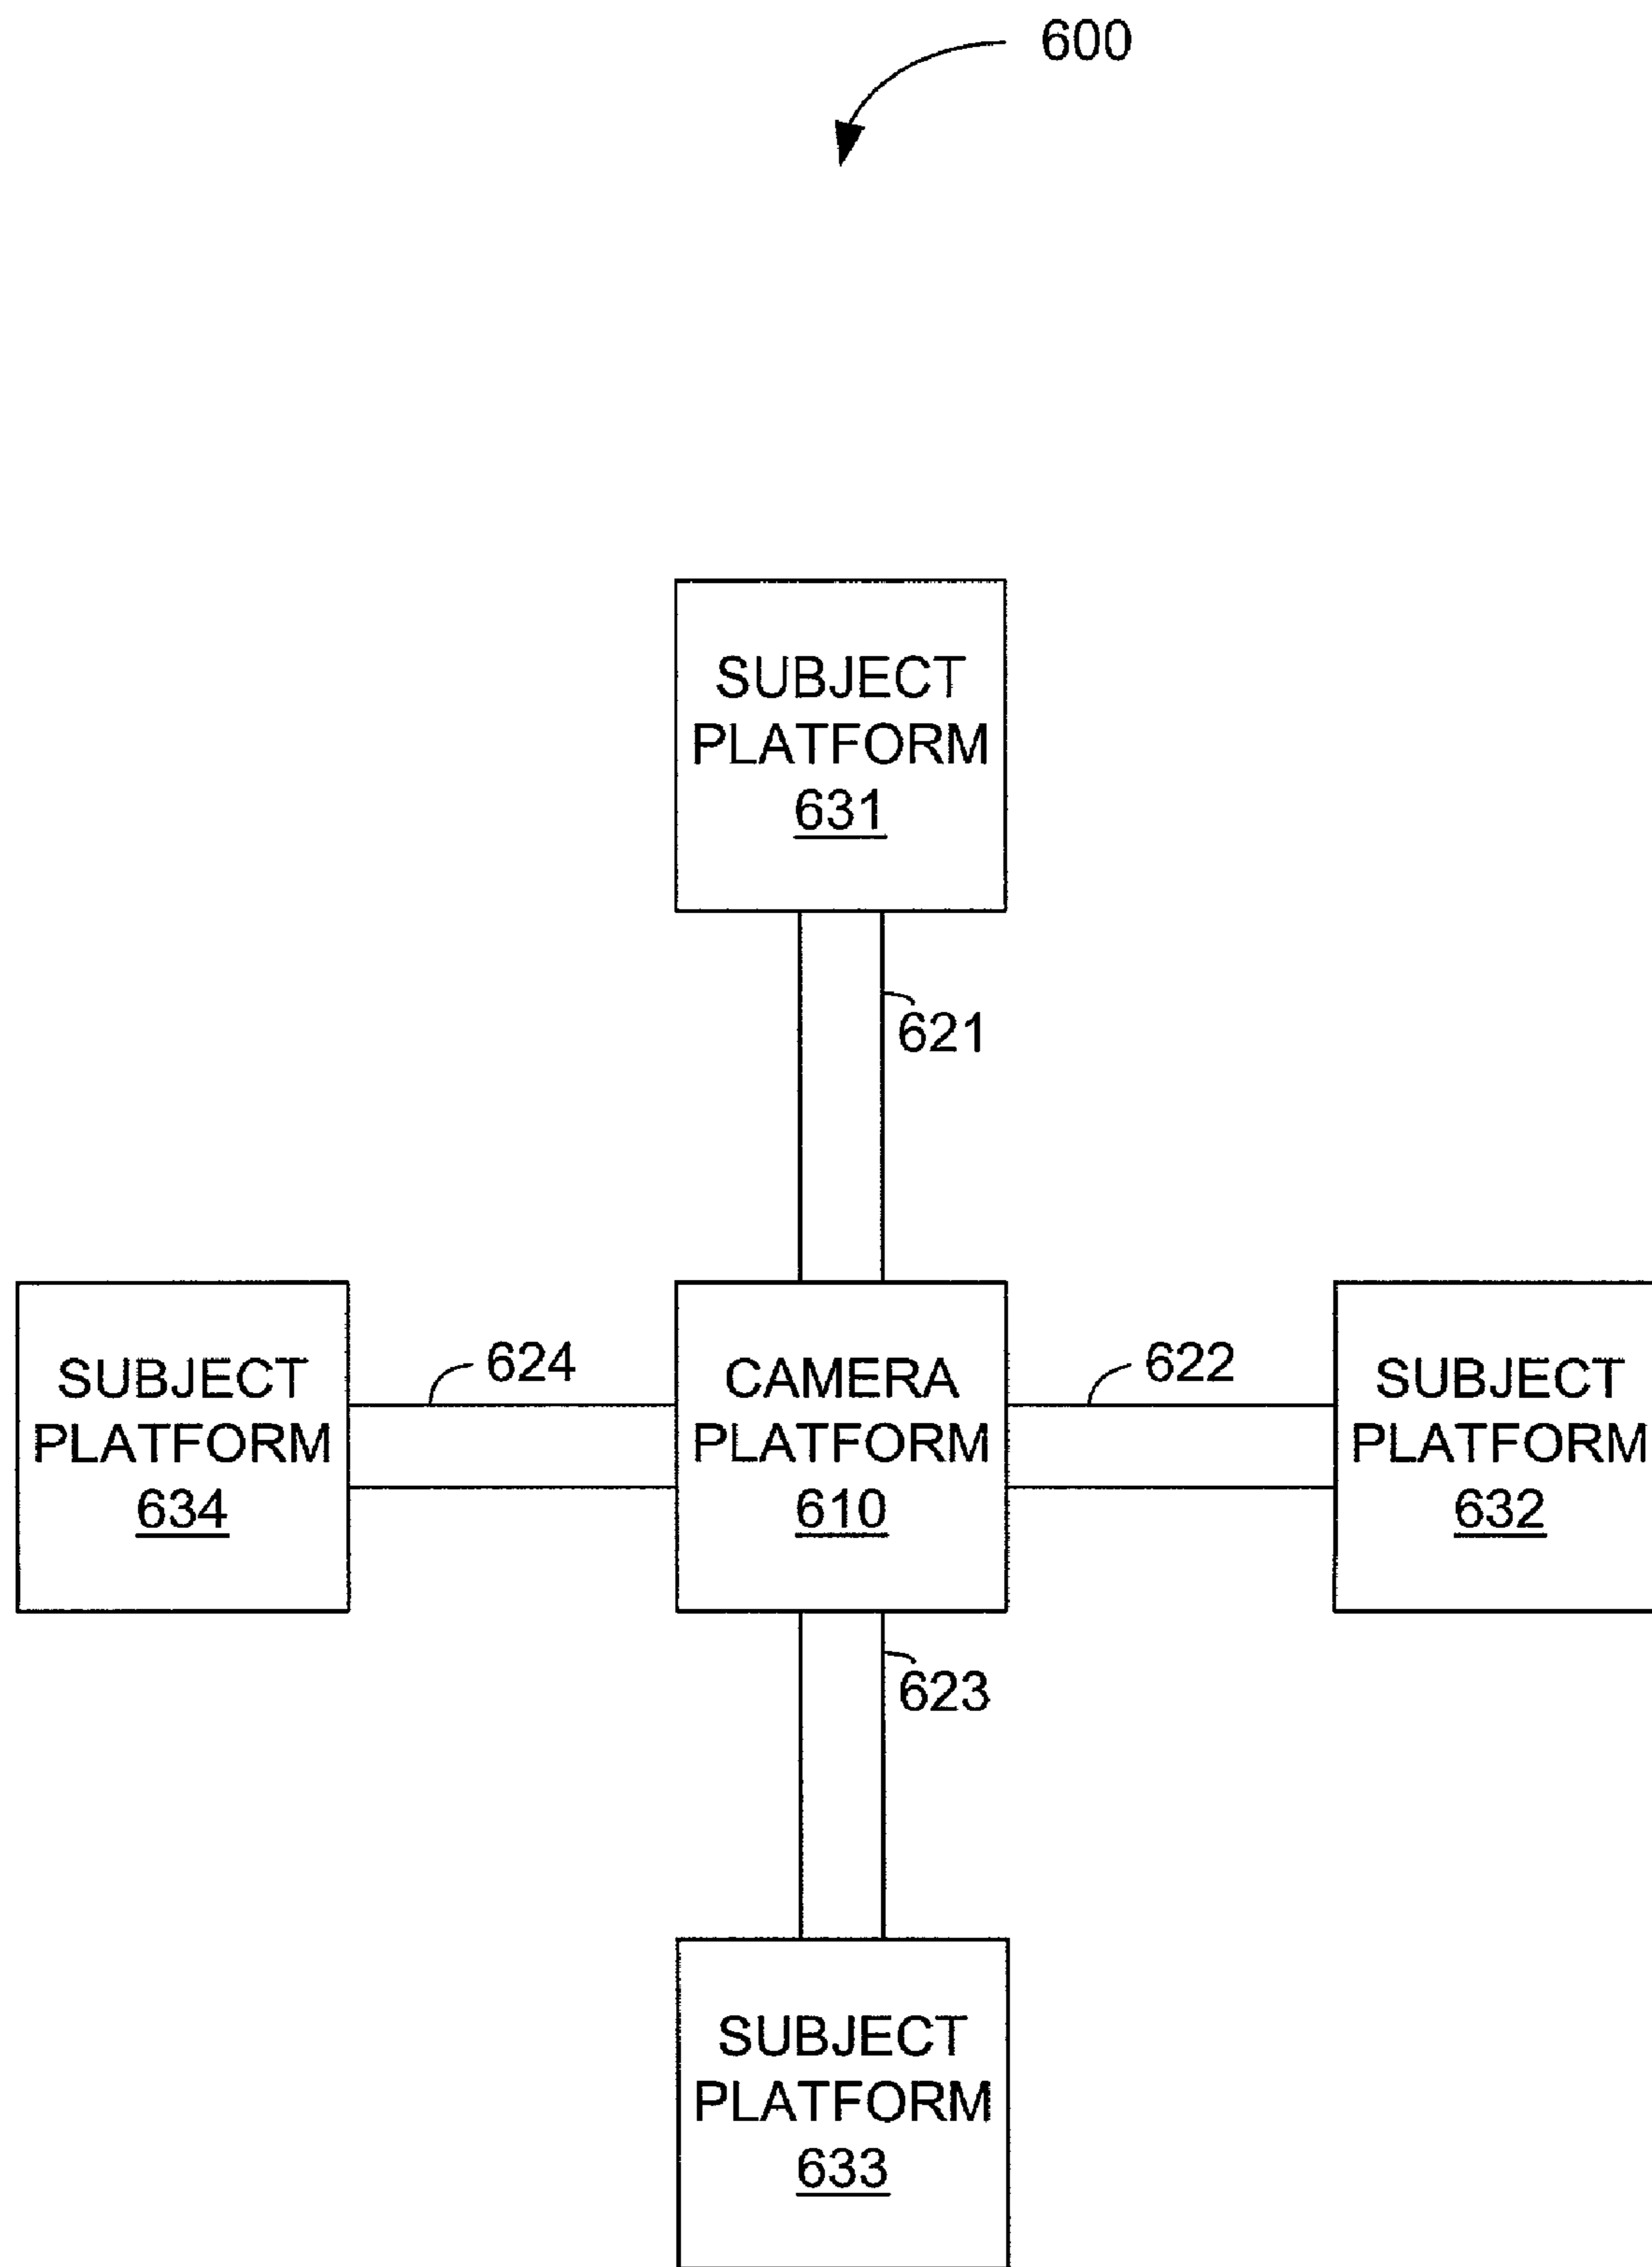 600
SUBJECT
PLATFORM
631
621
SUBJECT
PLATFORM
634
624
CAMERA
PLATFORM
610
622
SUBJECT
PLATFORM
632
623
SUBJECT
PLATFORM
633